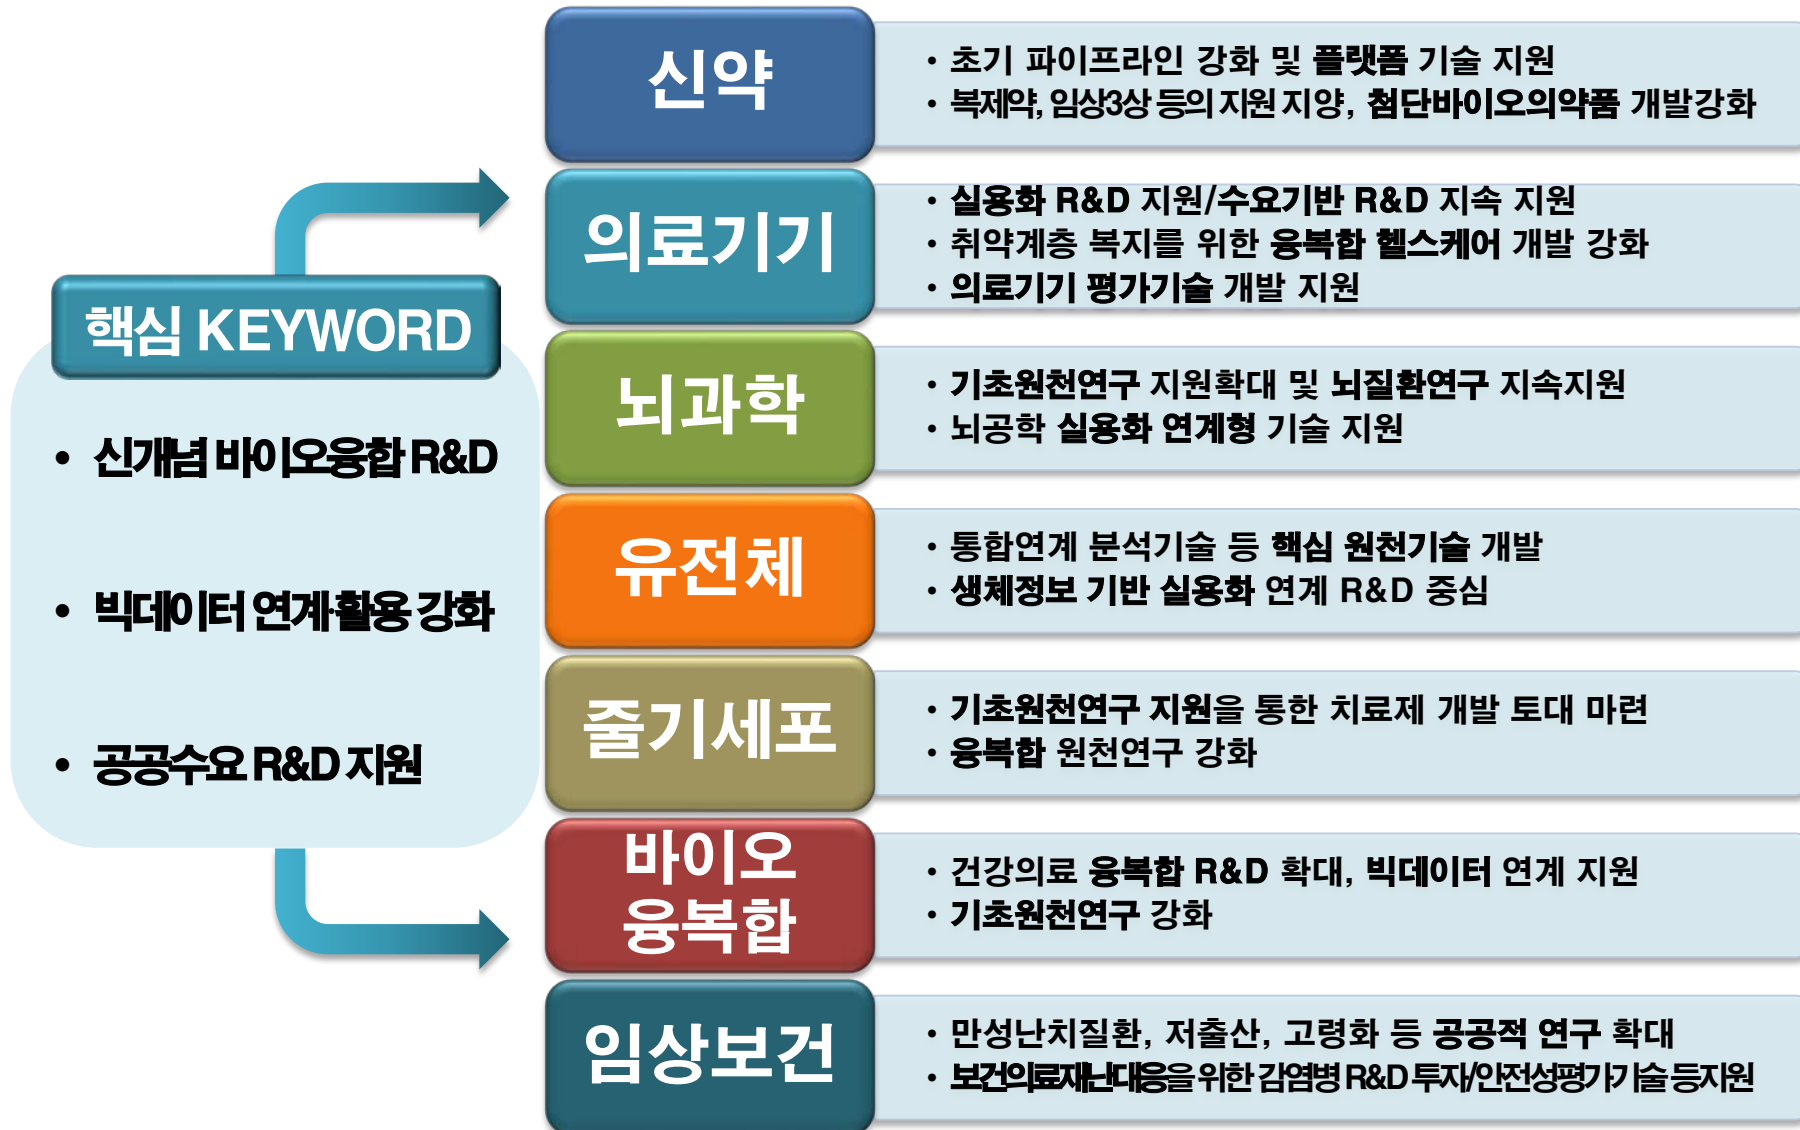 핵심 KEYWORD
• 신개념 바이오융합 R&D
• 빅데이터 연계·활용 강화
• 공공수요 R&D 지원
신약
• 초기 파이프라인 강화 및 플랫폼 기술 지원
• 복제약, 임상3상 등의 지원 지양, 첨단바이오의약품 개발강화
의료기기
• 실용화 R&D 지원/수요기반 R&D 지속 지원
• 취약계층 복지를 위한 융복합 헬스케어 개발 강화
• 의료기기 평가기술 개발 지원
뇌과학
• 기초원천연구 지원확대 및 뇌질환연구 지속지원
• 뇌공학 실용화 연계형 기술 지원
유전체
• 통합연계 분석기술 등 핵심 원천기술 개발
• 생체정보 기반 실용화 연계 R&D 중심
줄기세포
• 기초원천연구 지원을 통한 치료제 개발 토대 마련
• 융복합 원천연구 강화
바이오
융복합
• 건강의료 융복합 R&D 확대, 빅데이터 연계 지원
• 기초원천연구 강화
임상보건
• 만성난치질환, 저출산, 고령화 등 공공적 연구 확대
• 보건의료재난대응을 위한 감염병 R&D 투자/안전성평가기술 등지원